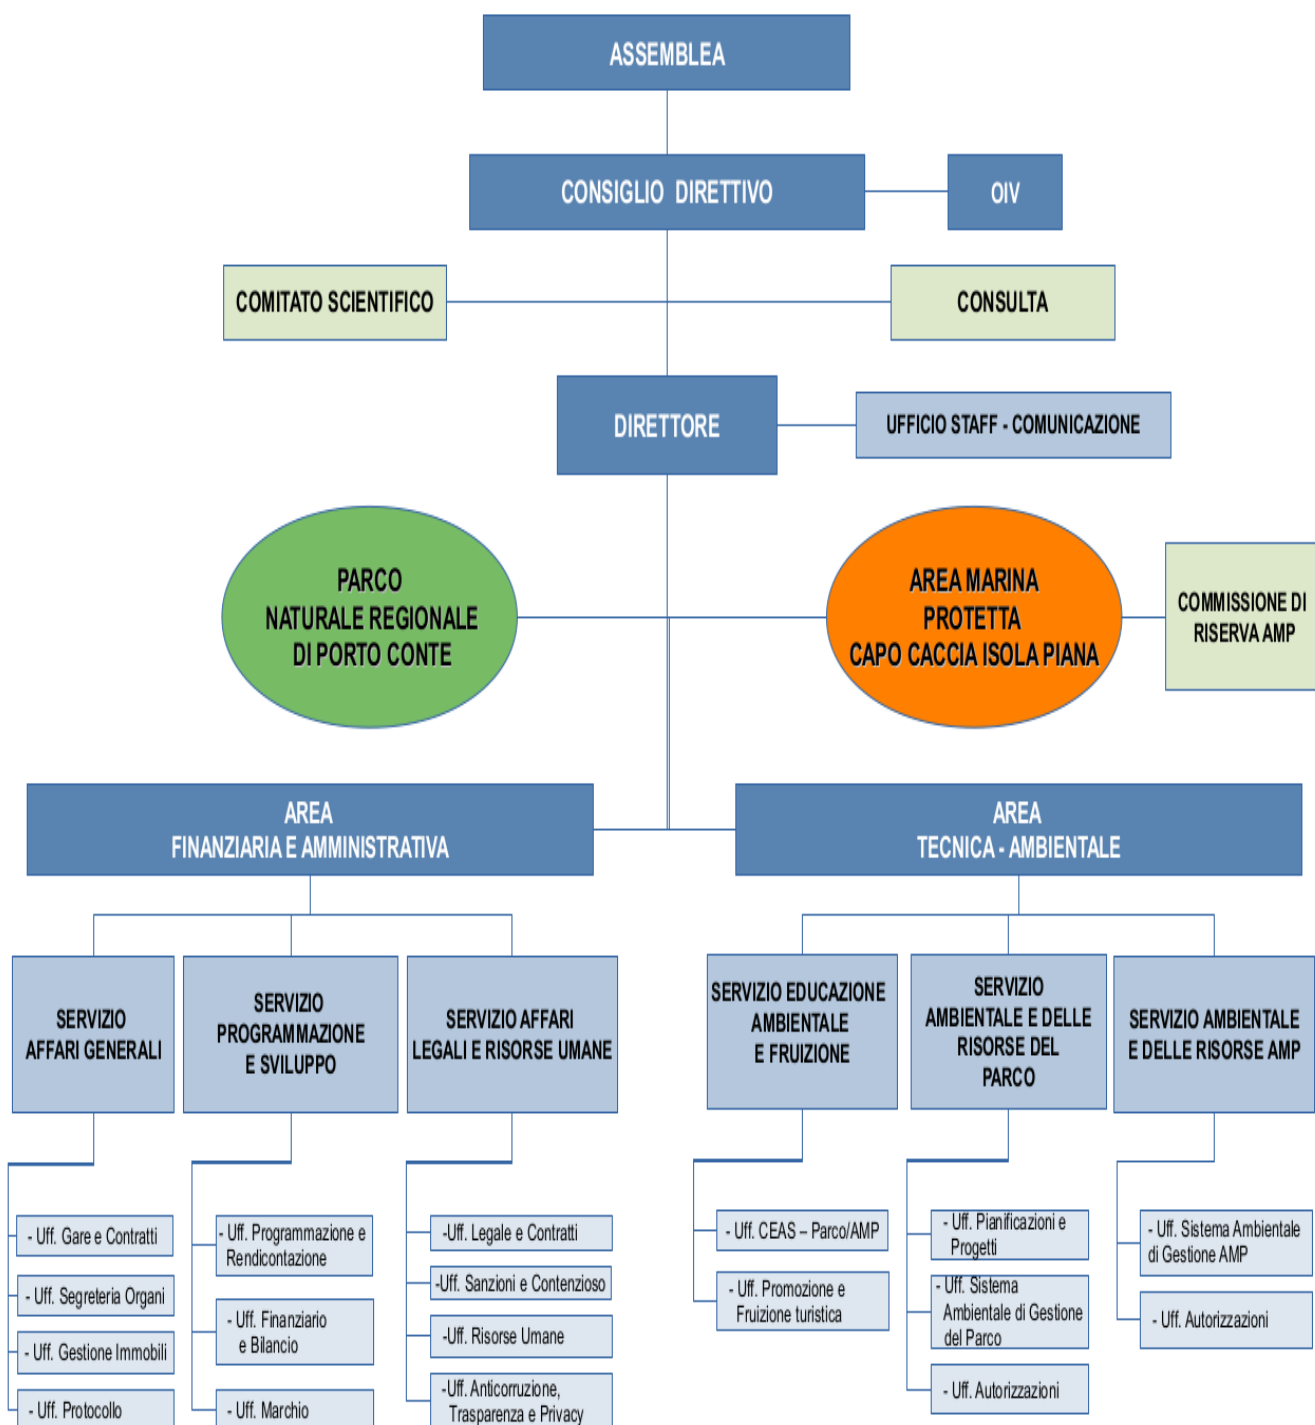 ASSEMBLEA
CONSIGLIO DIRETTIVO
OIV
COMITATO SCIENTIFICO
CONSULTA
DIRETTORE
UFFICIO STAFF - COMUNICAZIONE
PARCO
NATURALE REGIONALE
DI PORTO CONTE
AREA MARINA
PROTETTA
CAPO CACCIA ISOLA PIANA
COMMISSIONE DI
RISERVA AMP
AREA
FINANZIARIA E AMMINISTRATIVA
AREA
TECNICA - AMBIENTALE
SERVIZIO
AFFARI GENERALI
SERVIZIO
PROGRAMMAZIONE
E SVILUPPO
SERVIZIO AFFARI
LEGALI E RISORSE UMANE
SERVIZIO EDUCAZIONE
AMBIENTALE
E FRUIZIONE
SERVIZIO
AMBIENTALE E DELLE
RISORSE DEL
PARCO
SERVIZIO AMBIENTALE
E DELLE RISORSE AMP
- Uff. Gare e Contratti
- Uff. Segreteria Organi
- Uff. Gestione Immobili
- Uff. Protocollo
- Uff. Programmazione e
Rendicontazione
- Uff. Finanziario
e Bilancio
- Uff. Marchio
-Uff. Legale e Contratti
-Uff. Sanzioni e Contenzioso
-Uff. Risorse Umane
-Uff. Anticorruzione,
Trasparenza e Privacy
- Uff. CEAS – Parco/AMP
- Uff. Promozione e
Fruizione turistica
- Uff. Pianificazioni e
Progetti
- Uff. Sistema
Ambientale di Gestione
del Parco
- Uff. Autorizzazioni
- Uff. Sistema Ambientale
di Gestione AMP
- Uff. Autorizzazioni